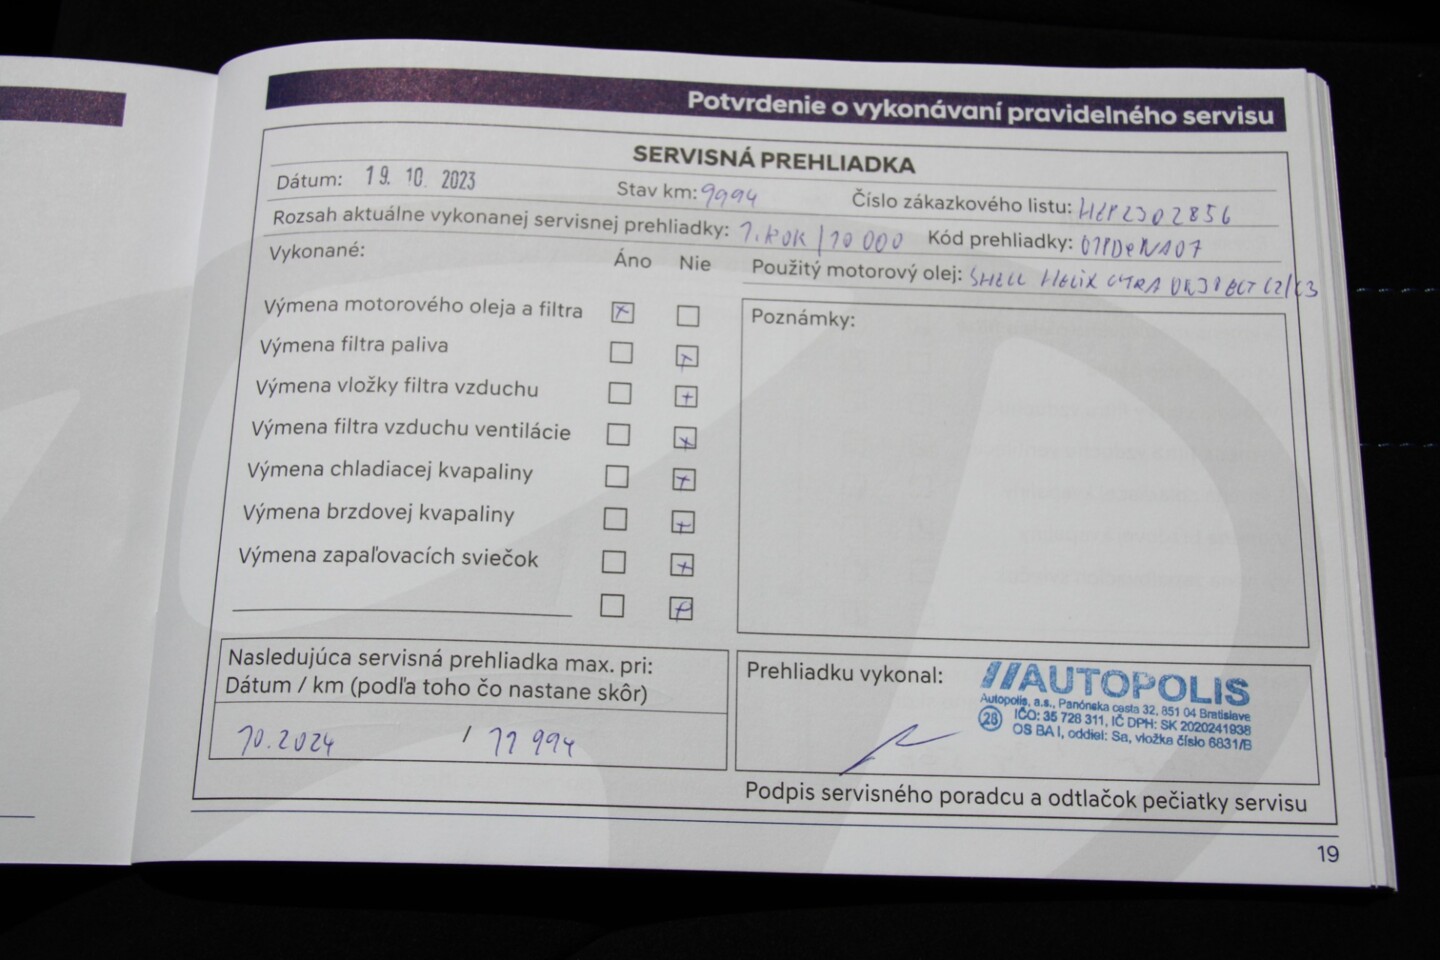 Potvrdenie o vykonávaní pravidelného servisu
SERVISNÁ PREHLIADKA
Dátum: 19. 10. 2023 Stav km: 9994 Číslo zákazkového listu: HLP2302856
Rozsah aktuálne vykonanej servisnej prehliadky: 1. ROK / 10 000 Kód prehliadky:
Vykonané: Áno Nie Použitý motorový olej: SHELL HELIX C2/C3
Výmena motorového oleja a filtra x
Poznámky:
Výmena filtra paliva x
Výmena vložky filtra vzduchu x
Výmena filtra vzduchu ventilácie x
Výmena chladiacej kvapaliny x
Výmena brzdovej kvapaliny x
Výmena zapaľovacích sviečok x
x
Nasledujúca servisná prehliadka max. pri:
Dátum / km (podľa toho čo nastane skôr)
10.2024 / 11 994
Prehliadku vykonal:
AUTOPOLIS
Autopolis, a.s., Panónska cesta 32, 851 04 Bratislava
28 IČO: 35 728 311, IČ DPH: SK 2020241938
OS BA I, oddiel: Sa, vložka číslo 6831/B
Podpis servisného poradcu a odtlačok pečiatky servisu
19